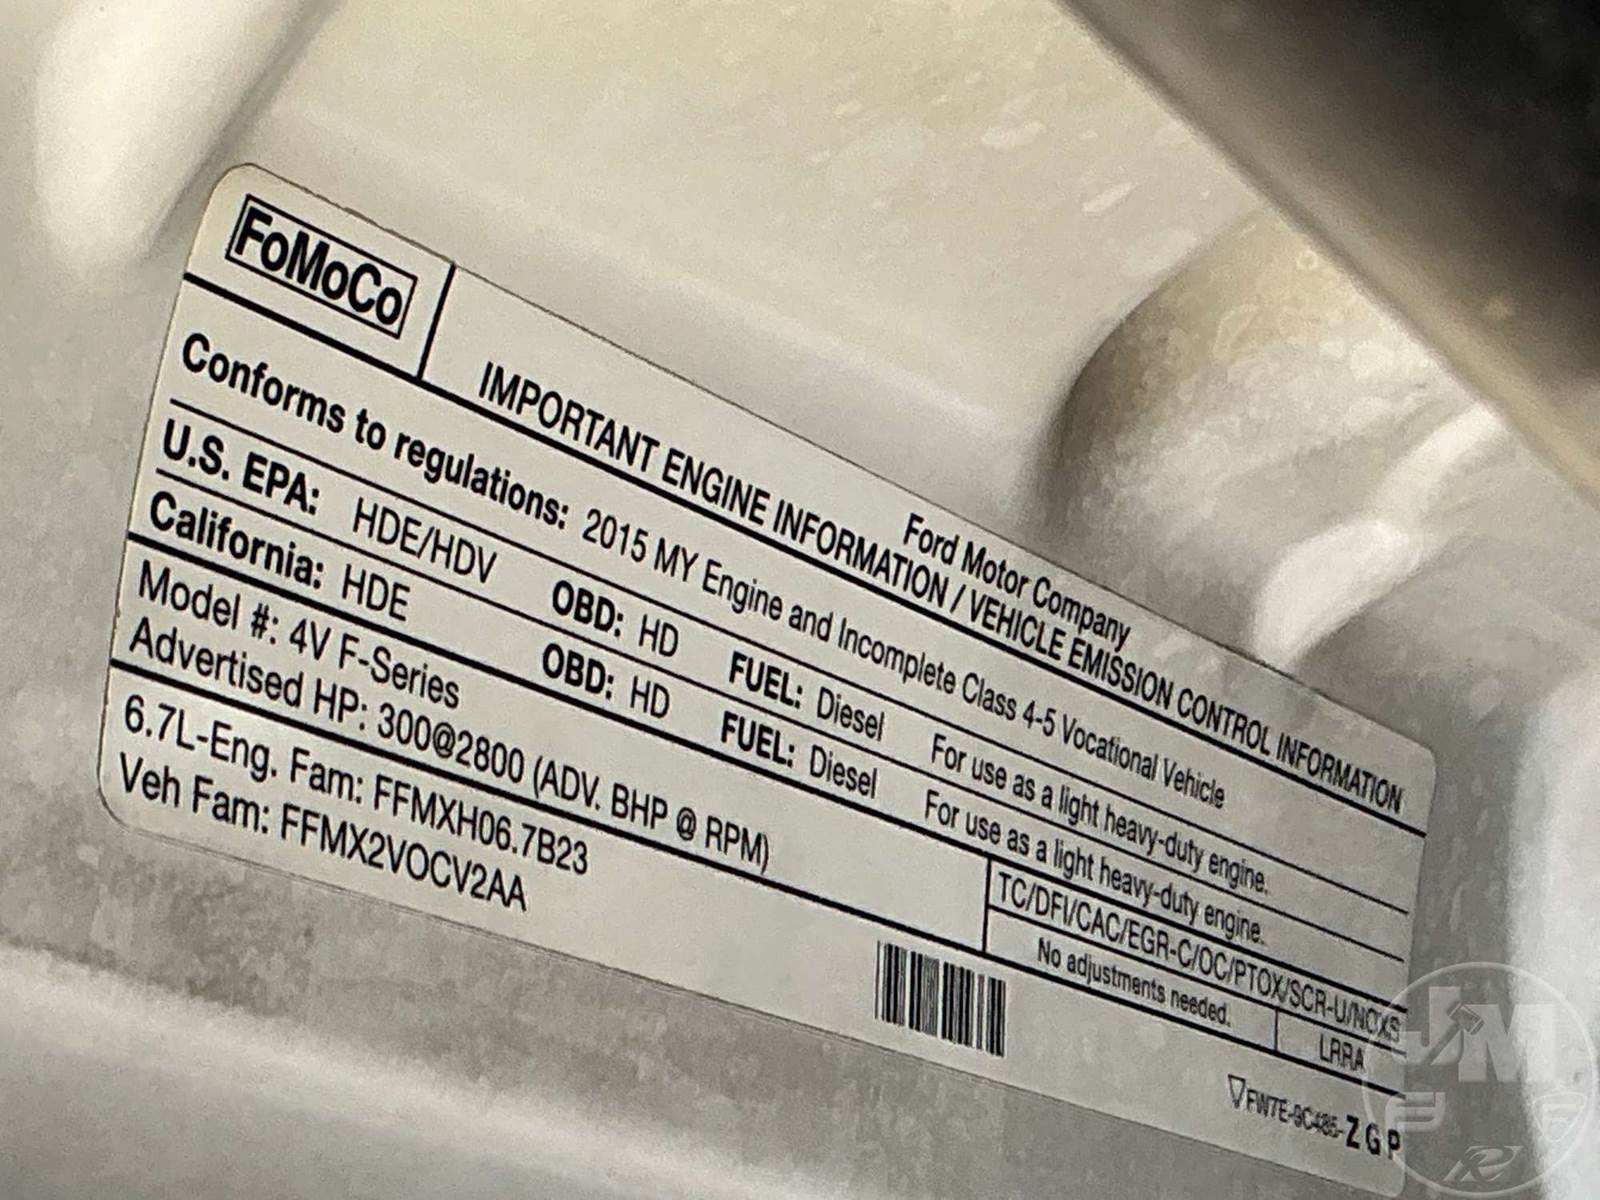 FoMoCo
Ford Motor Company
IMPORTANT ENGINE INFORMATION / VEHICLE EMISSION CONTROL INFORMATION
Conforms to regulations: 2015 MY Engine and Incomplete Class 4-5 Vocational Vehicle
U.S. EPA: HDE/HDV OBD: HD FUEL: Diesel For use as a light heavy-duty engine.
California: HDE OBD: HD FUEL: Diesel For use as a light heavy-duty engine.
Model #: 4V F-Series
Advertised HP: 300@2800 (ADV. BHP @ RPM)
TC/DFI/CAC/EGR-C/OC/PTOX/SCR-U/NOXS
No adjustments needed.
LRRA
6.7L-Eng. Fam: FFMXH06.7B23
Veh Fam: FFMX2VOCV2AA
FW7E-9C485-ZGP